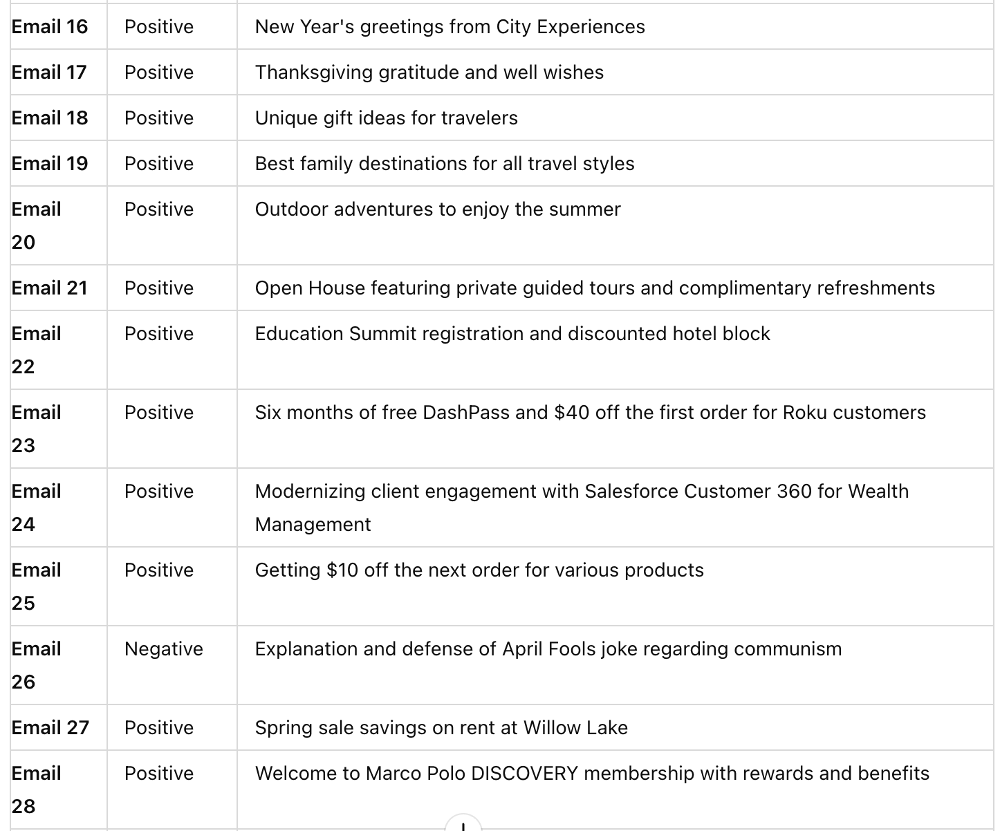 Email 16 Positive New Year's greetings from City Experiences
Email 17 Positive Thanksgiving gratitude and well wishes
Email 18 Positive Unique gift ideas for travelers
Email 19 Positive Best family destinations for all travel styles
Email Positive Outdoor adventures to enjoy the summer
20
Email 21 Positive Open House featuring private guided tours and complimentary refreshments
Email Positive Education Summit registration and discounted hotel block
22
Email Positive Six months of free DashPass and $40 off the first order for Roku customers
23
Email Positive Modernizing client engagement with Salesforce Customer 360 for Wealth
24 Management
Email Positive Getting $10 off the next order for various products
25
Email Negative Explanation and defense of April Fools joke regarding communism
26
Email 27 Positive Spring sale savings on rent at Willow Lake
Email Positive Welcome to Marco Polo DISCOVERY membership with rewards and benefits
28